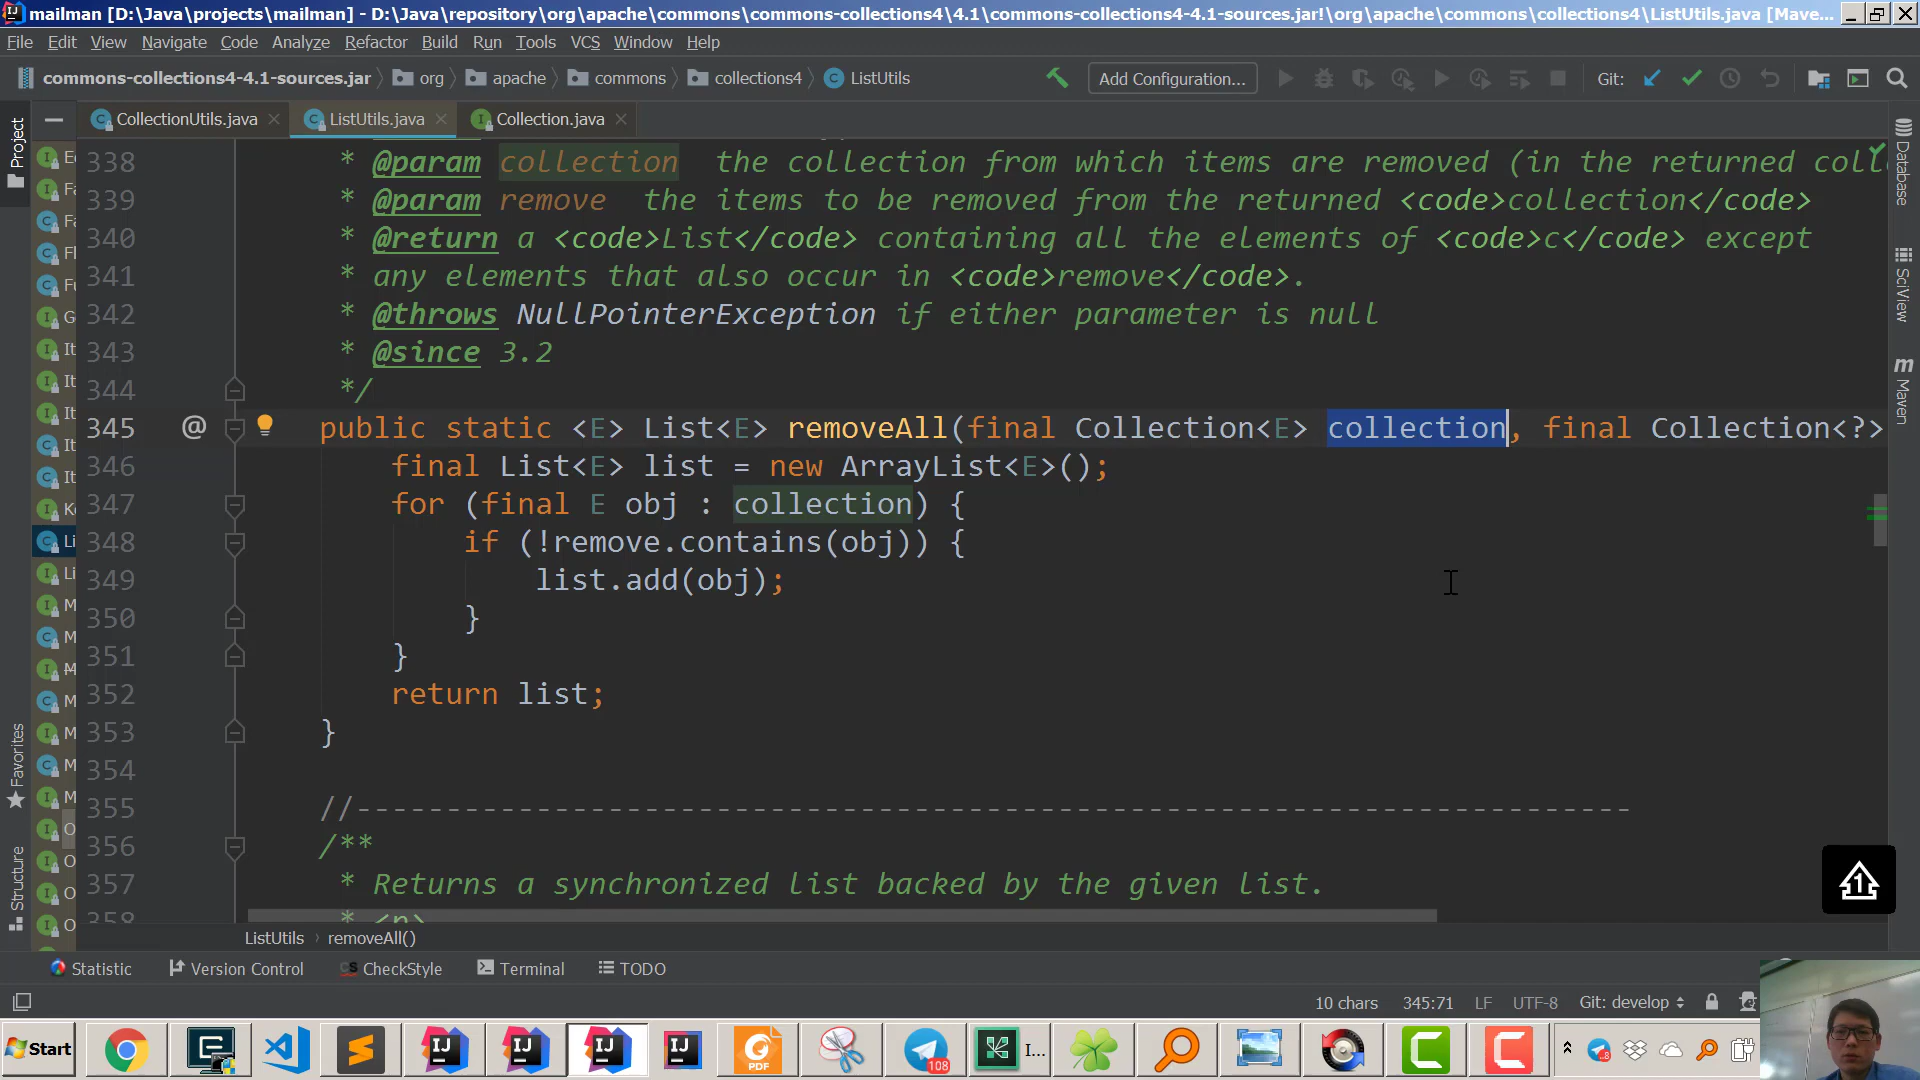 mailman [D:\Java\projects\mailman] - D:\Java\repository\org\apache\commons\commons-collections4\4.1\commons-collections4-4.1-sources.jar!\org\apache\commons\collections4\ListUtils.java [Mave...
File Edit View Navigate Code Analyze Refactor Build Run Tools VCS Window Help
commons-collections4-4.1-sources.jar org apache commons collections4 ListUtils Add Configuration... Git:
CollectionUtils.java ListUtils.java Collection.java
Project
338 * @param collection the collection from which items are removed (in the returned coll
339 * @param remove the items to be removed from the returned <code>collection</code>
340 * @return a <code>List</code> containing all the elements of <code>c</code> except
341 * any elements that also occur in <code>remove</code>.
342 * @throws NullPointerException if either parameter is null
343 * @since 3.2
344 */
345 @ public static <E> List<E> removeAll(final Collection<E> collection, final Collection<?>
346 final List<E> list = new ArrayList<E>();
347 for (final E obj : collection) {
348 if (!remove.contains(obj)) {
349 list.add(obj);
350 }
351 }
352 return list;
353 }
354
355 //-----------------------------------------------------------------------
356 /**
357 * Returns a synchronized list backed by the given list.
358 * <p>
Favorites
Structure
Database
SciView
Maven
ListUtils removeAll()
Statistic Version Control CheckStyle Terminal TODO
10 chars 345:71 LF UTF-8 Git: develop
Start PDF 108 I...